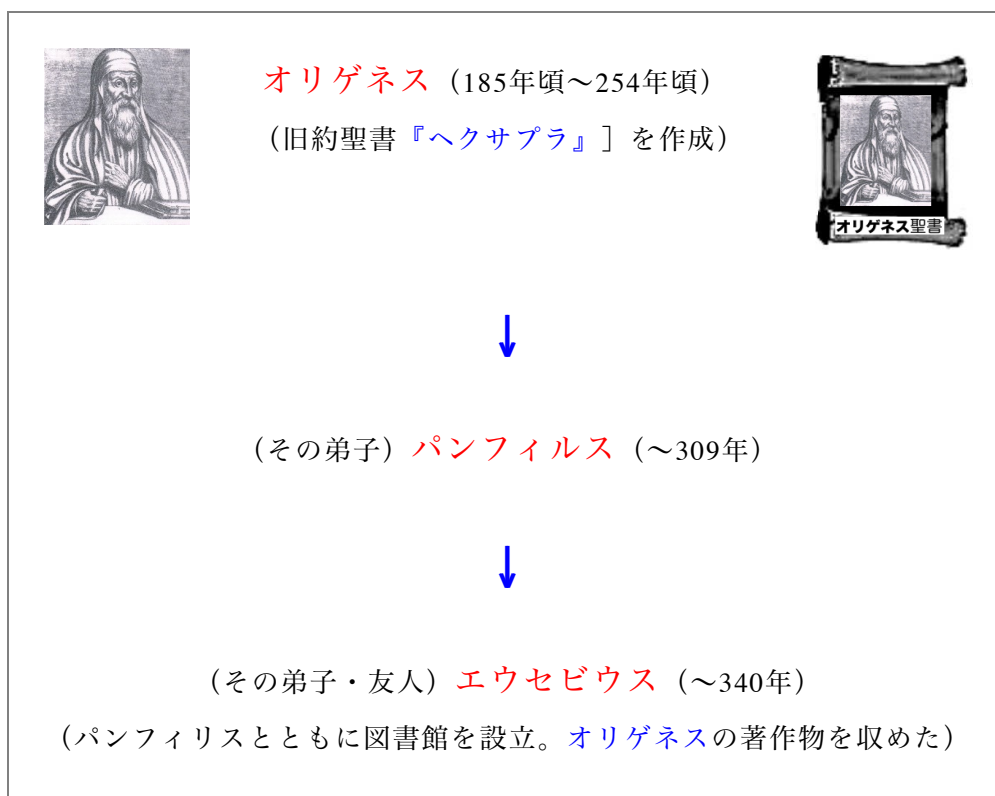 オリゲネス（185年頃～254年頃）
（旧約聖書『ヘクサプラ』］を作成）
オリゲネス聖書
↓
（その弟子）パンフィルス（～309年）
↓
（その弟子・友人）エウセビウス（～340年）
（パンフィリスとともに図書館を設立。オリゲネスの著作物を収めた）